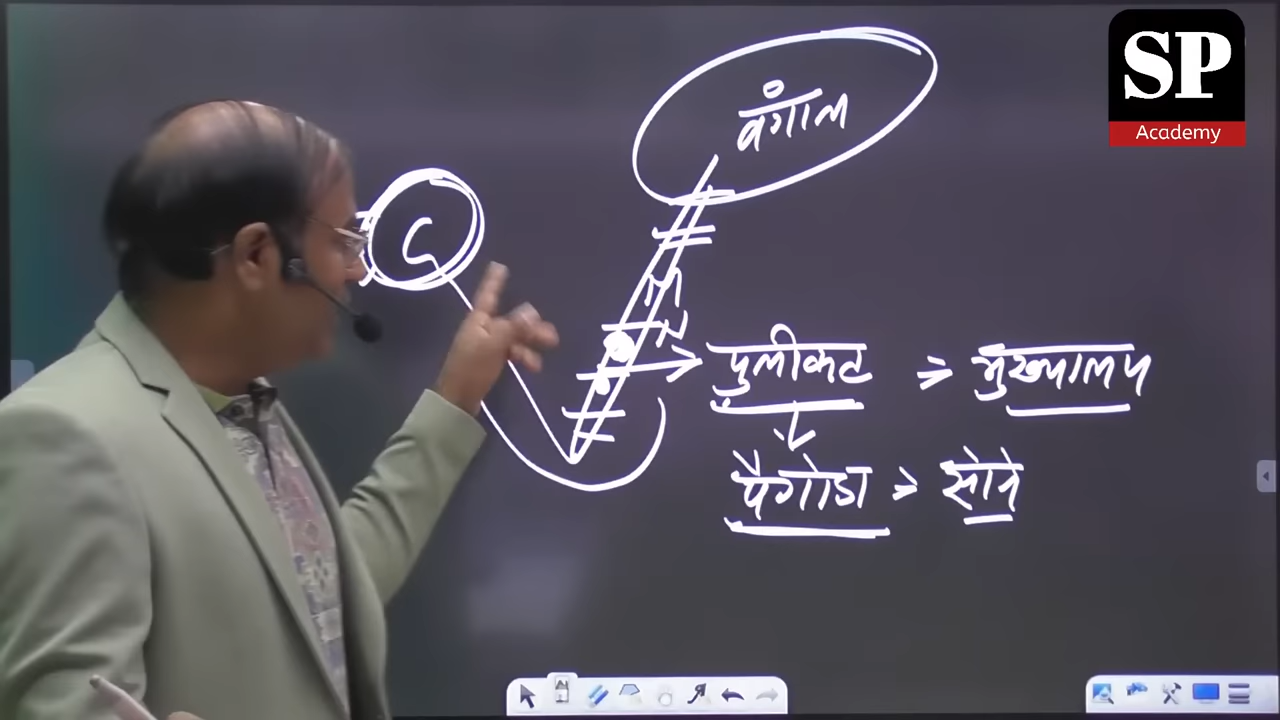 SP
Academy
बंगाल
C
पुलीकट => मुख्यालय
पैगोडा => सोने